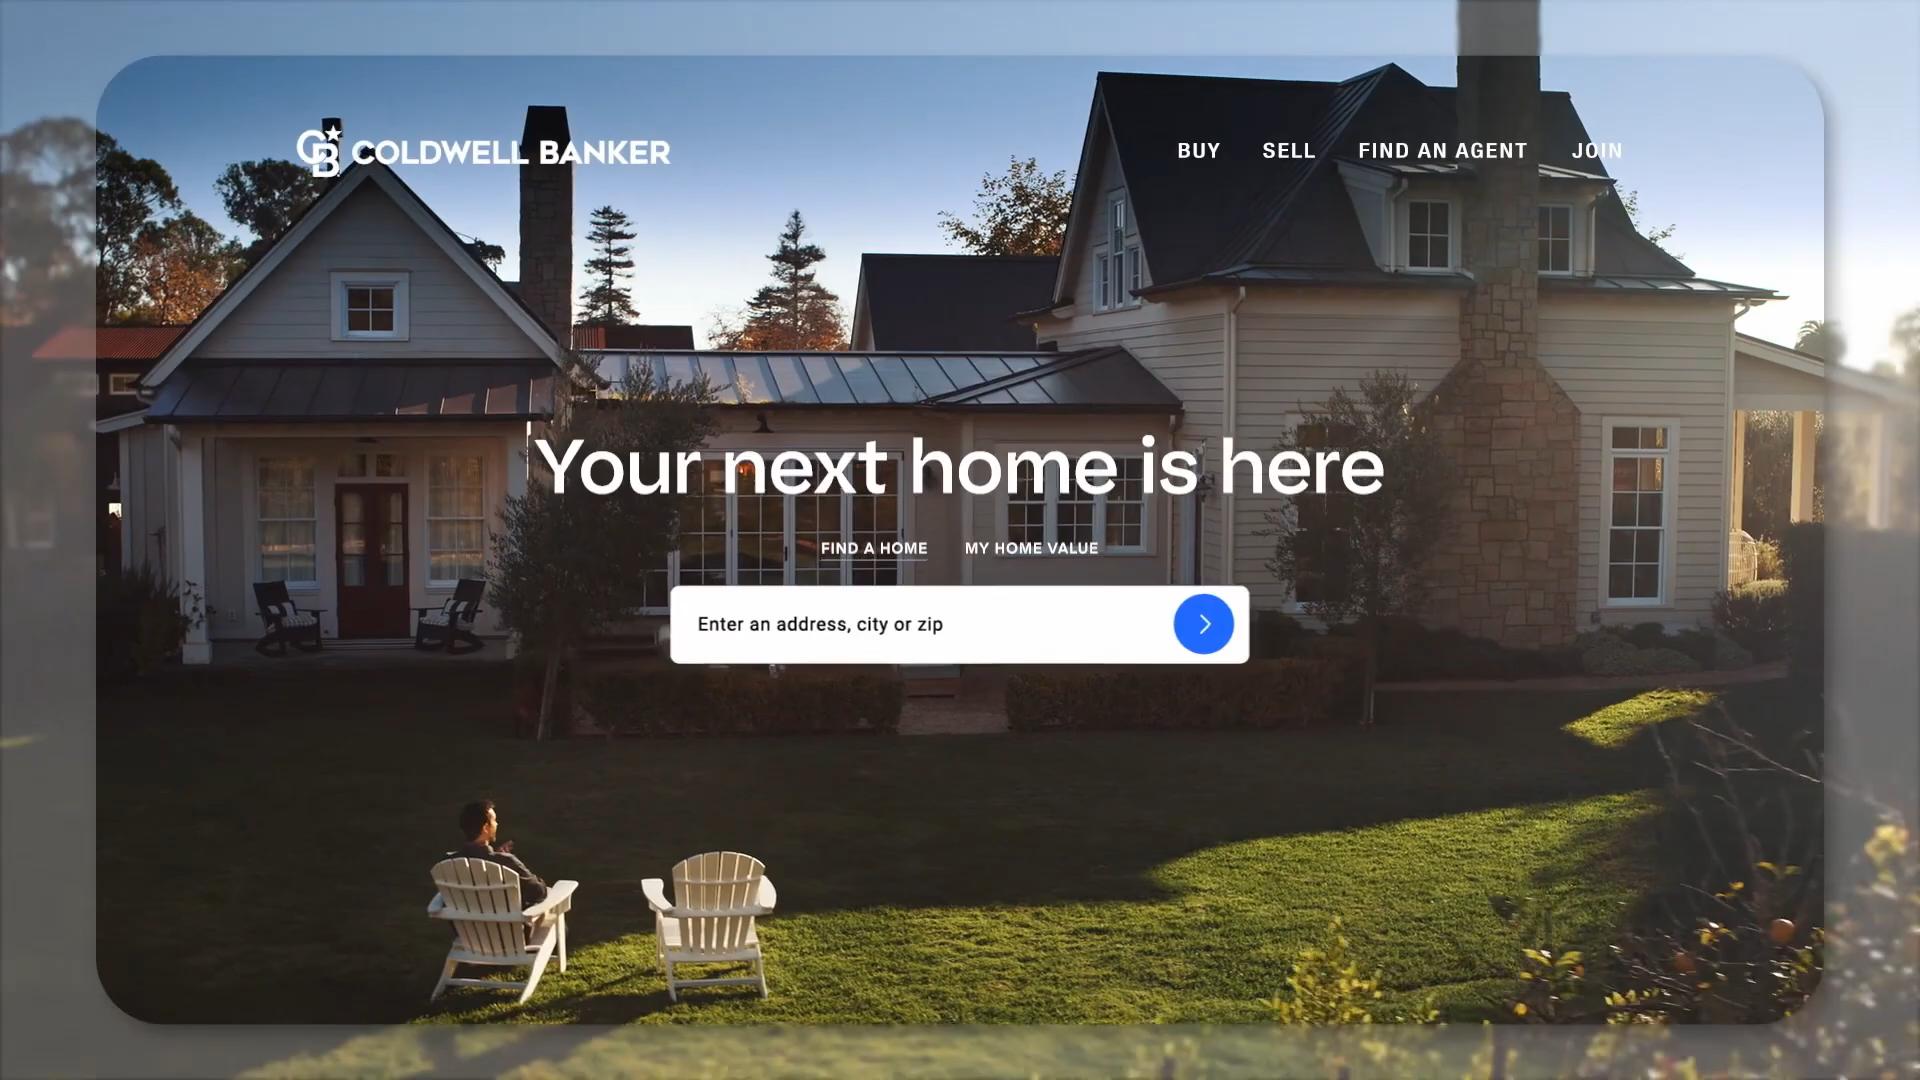 CB COLDWELL BANKER
BUY SELL FIND AN AGENT JOIN
Your next home is here
FIND A HOME MY HOME VALUE
Enter an address, city or zip